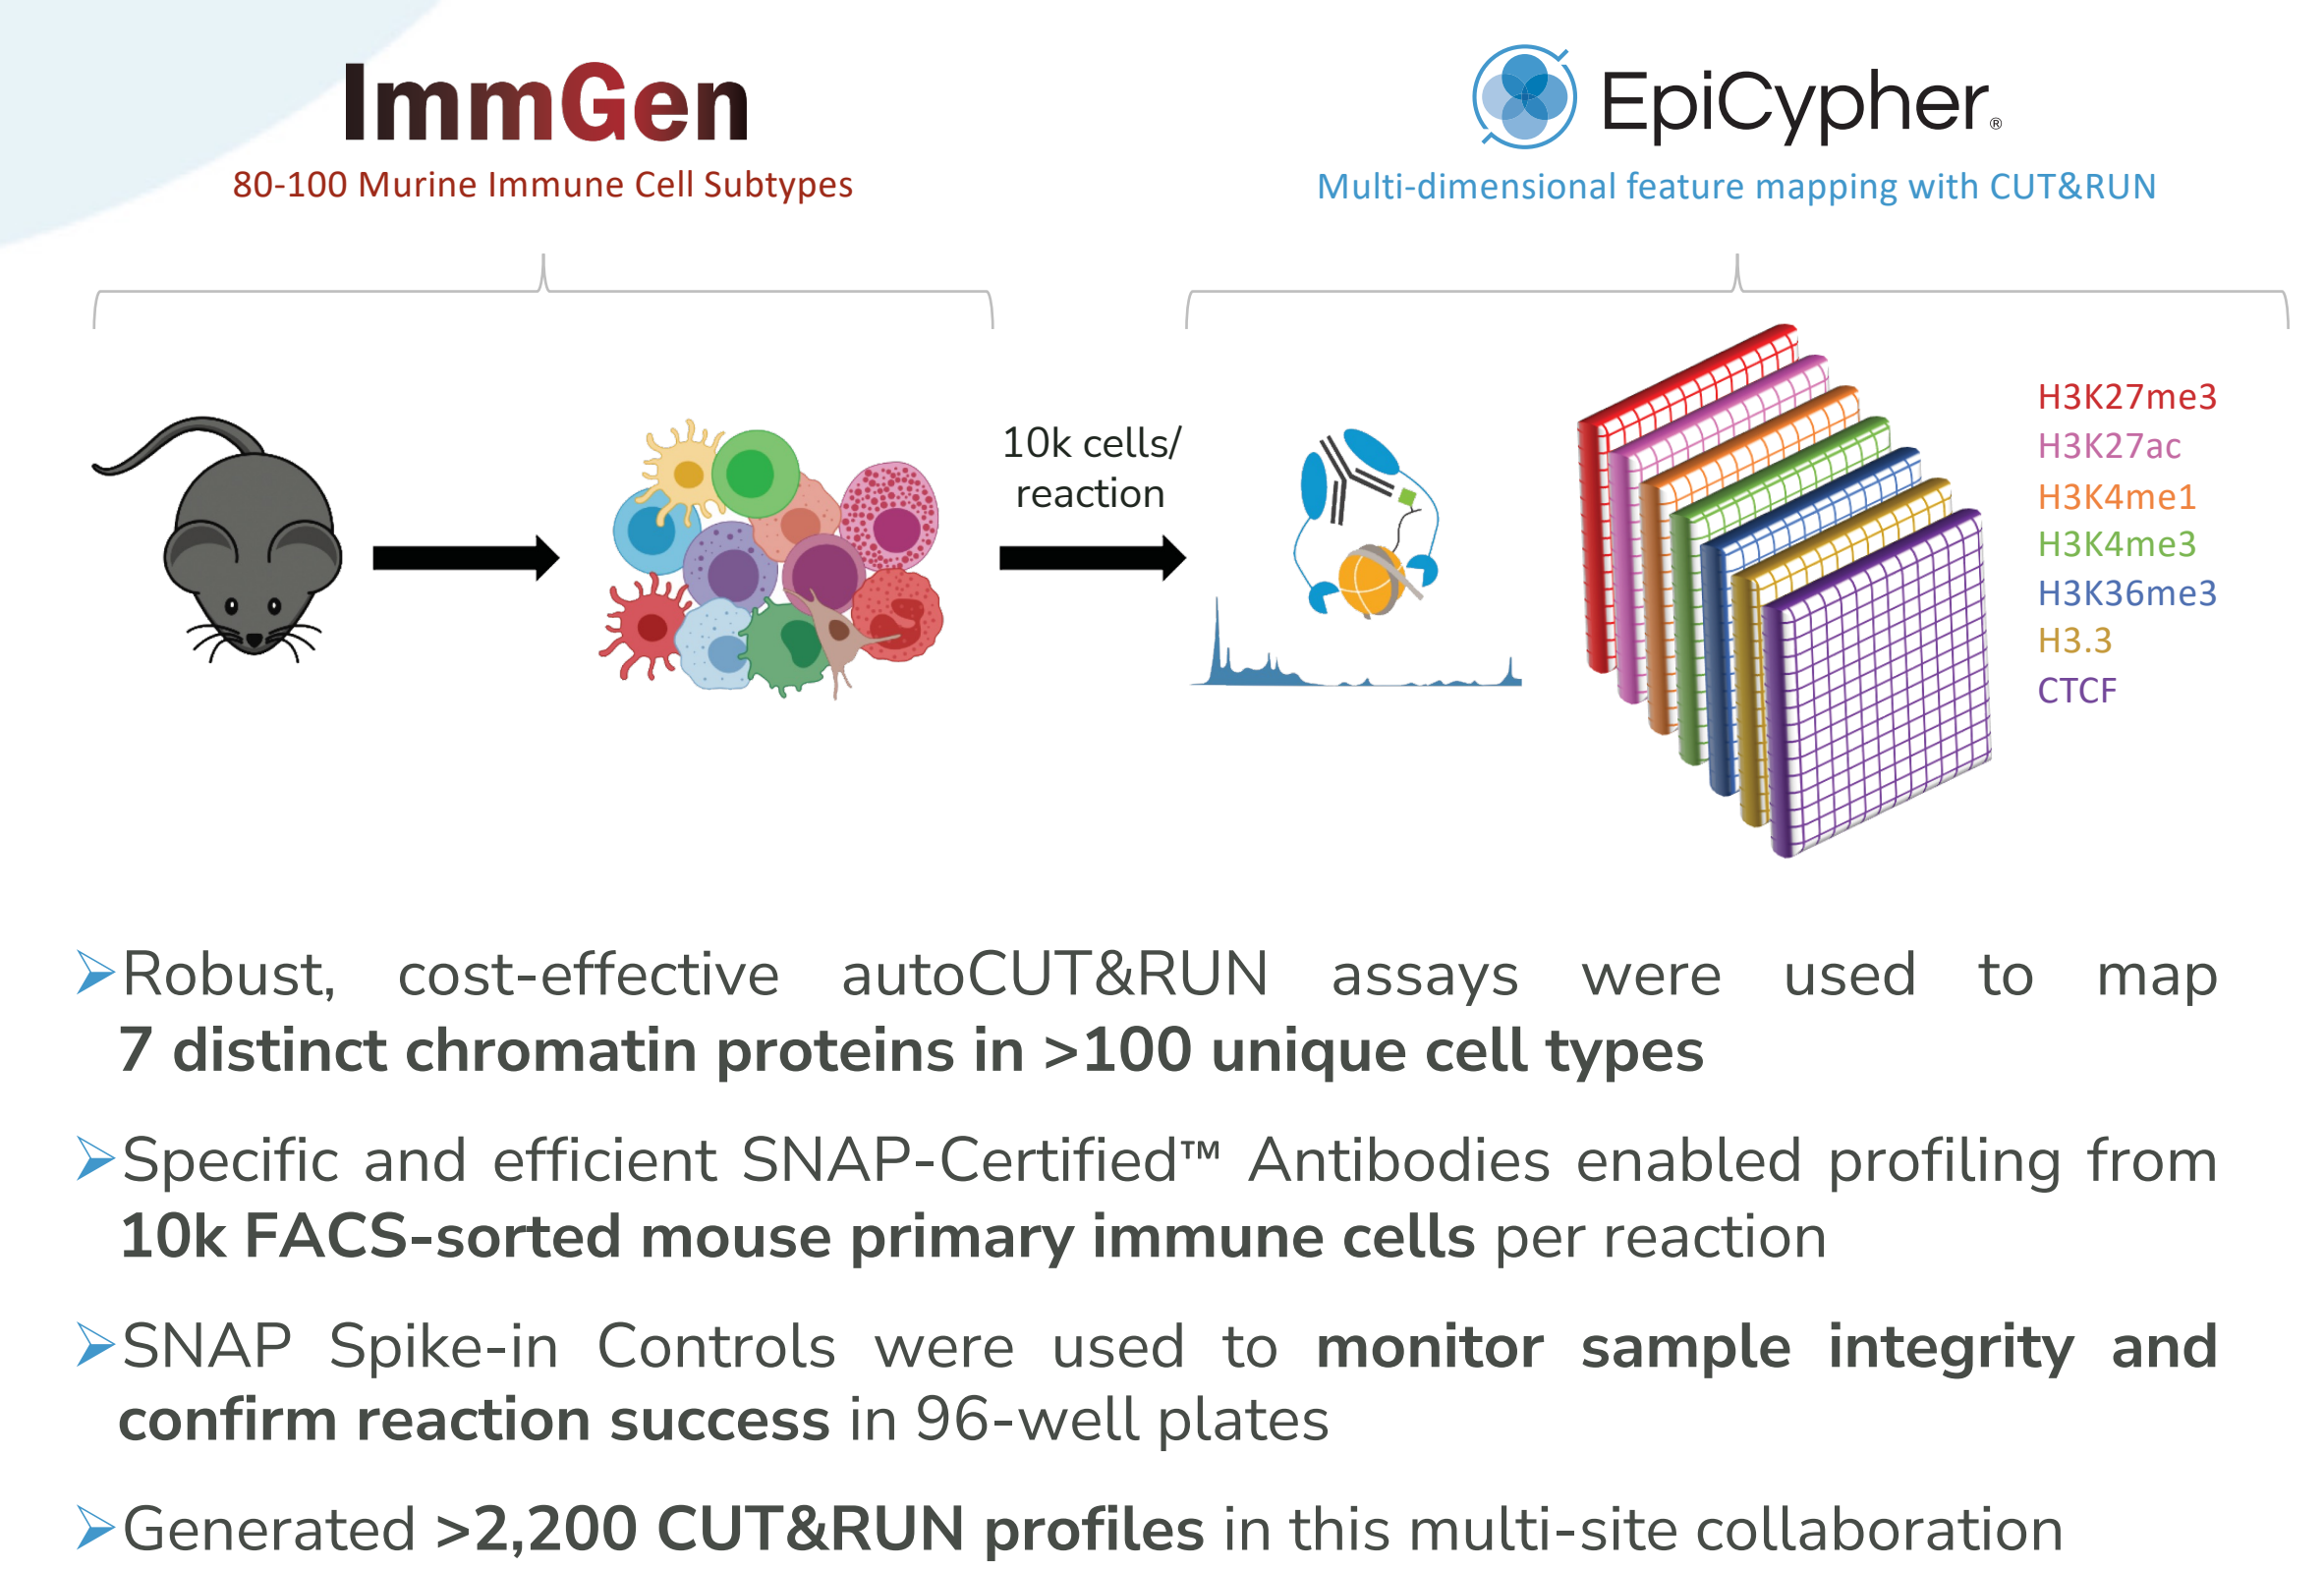 ImmGen
80-100 Murine Immune Cell Subtypes
EpiCypher®
Multi-dimensional feature mapping with CUT&RUN
10k cells/
reaction
H3K27me3
H3K27ac
H3K4me1
H3K4me3
H3K36me3
H3.3
CTCF
Robust, cost-effective autoCUT&RUN assays were used to map
7 distinct chromatin proteins in >100 unique cell types
Specific and efficient SNAP-Certified™ Antibodies enabled profiling from
10k FACS-sorted mouse primary immune cells per reaction
SNAP Spike-in Controls were used to monitor sample integrity and
confirm reaction success in 96-well plates
Generated >2,200 CUT&RUN profiles in this multi-site collaboration